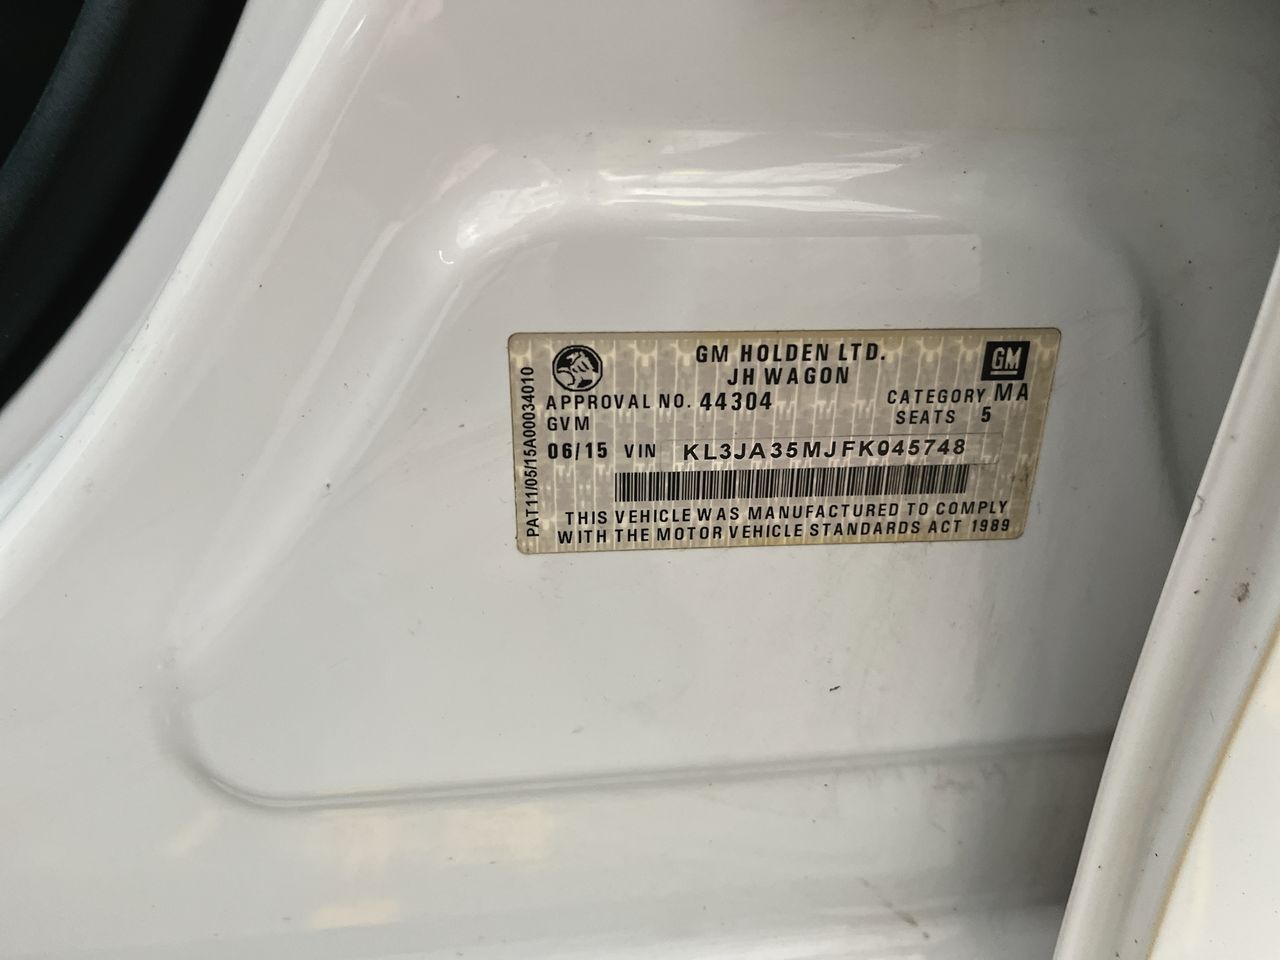 GM HOLDEN LTD.
GM
JH WAGON
APPROVAL NO. 44304
CATEGORY MA
GVM
SEATS 5
06/15 VIN KL3JA35MJFK045748
THIS VEHICLE WAS MANUFACTURED TO COMPLY
WITH THE MOTOR VEHICLE STANDARDS ACT 1989
PAT11/05/15A00034010